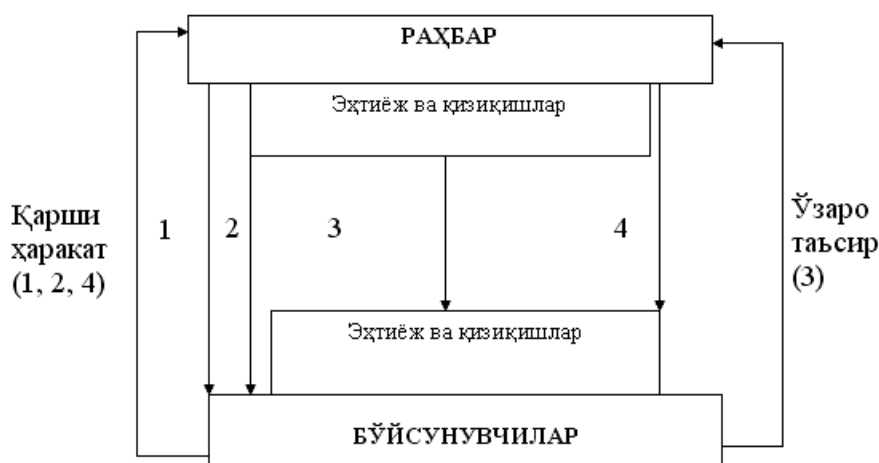 РАҲБАР
Эҳтиёж ва қизиқишлар
Қарши
ҳаракат
(1, 2, 4)
1
2
3
4
Ўзаро
таьсир
(3)
Эҳтиёж ва қизиқишлар
БЎЙСУНУВЧИЛАР